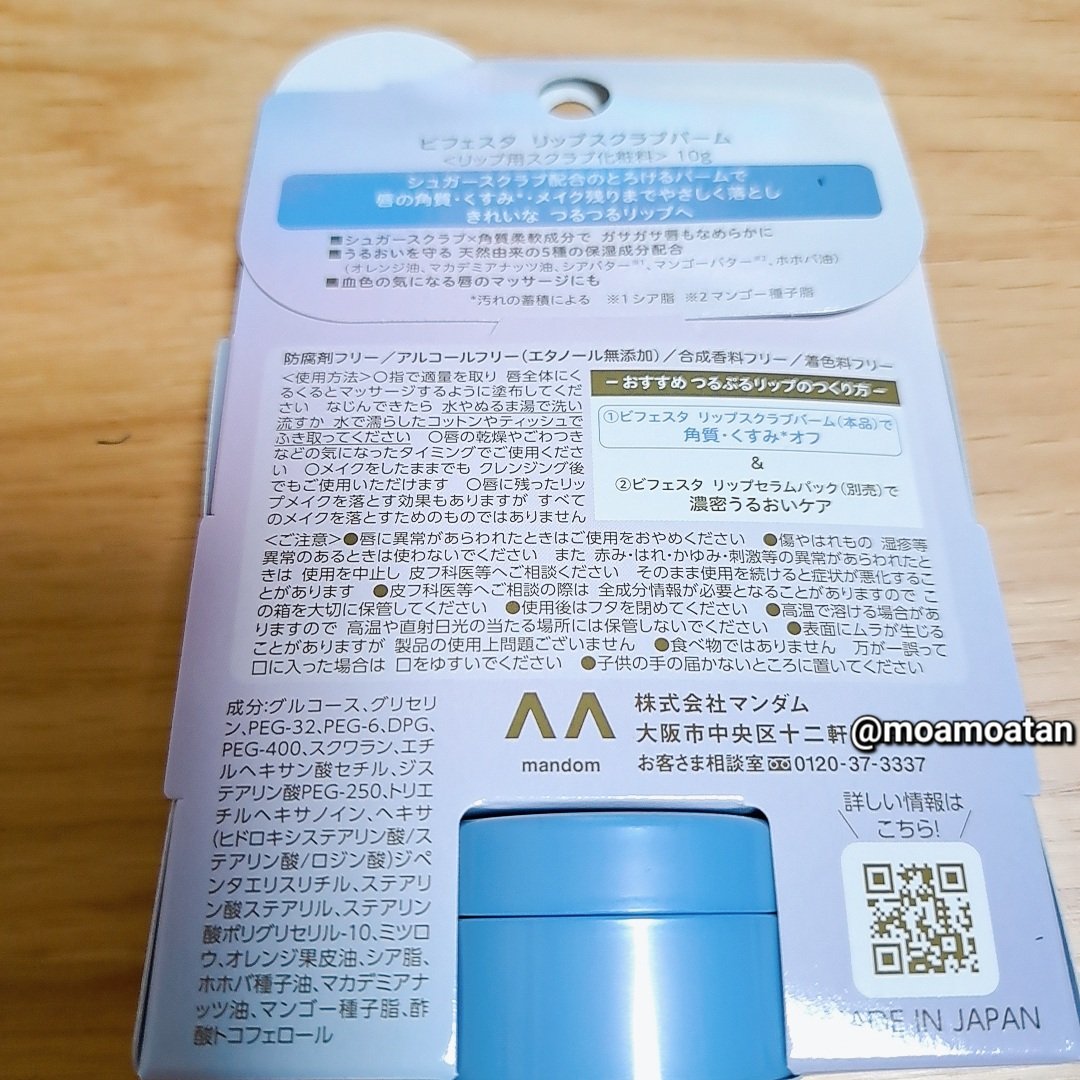 ビフェスタ リップスクラブバーム
<リップ用スクラブ化粧料> 10g
シュガースクラブ配合のとろけるバームで
唇の角質・くすみ*・メイク残りまでやさしく落とし
きれいな つるつるリップへ
■シュガースクラブ×角質柔軟成分で ガサガサ唇もなめらかに
■うるおいを守る 天然由来の5種の保湿成分配合
(オレンジ油、マカデミアナッツ油、シアバター※1、マンゴーバター※2、ホホバ油)
■血色の気になる唇のマッサージにも
*汚れの蓄積による ※1シア脂 ※2マンゴー種子脂
防腐剤フリー/アルコールフリー(エタノール無添加)/合成香料フリー/着色料フリー
<使用方法>○指で適量を取り 唇全体にく
るくるとマッサージするように塗布してくだ
さい なじんできたら 水やぬるま湯で洗い
流すか 水で濡らしたコットンやティッシュで
ふき取ってください ○唇の乾燥やごわつき
などの気になったタイミングでご使用くださ
い ○メイクをしたままでも クレンジング後
でもご使用いただけます ○唇に残ったリッ
プメイクを落とす効果もありますが すべて
のメイクを落とすためのものではありません
ーおすすめ つるぷるリップのつくり方ー
①ビフェスタ リップスクラブバーム(本品)で
角質・くすみ*オフ
&
②ビフェスタ リップセラムパック(別売)で
濃密うるおいケア
<ご注意>●唇に異常があらわれたときはご使用をおやめください ●傷やはれもの 湿疹等
異常のあるときは使わないでください また 赤み・はれ・かゆみ・刺激等の異常があらわれたと
きは 使用を中止し 皮フ科医等へご相談ください そのまま使用を続けると症状が悪化するこ
とがあります ●皮フ科医等へご相談の際は 全成分情報が必要となることがありますので こ
の箱を大切に保管してください ●使用後はフタを閉めてください ●高温で溶ける場合があ
りますので 高温や直射日光の当たる場所には保管しないでください ●表面にムラが生じる
ことがありますが 製品の使用上問題ございません ●食べ物ではありません 万が一誤って
口に入った場合は 口をゆすいでください ●子供の手の届かないところに置いてください
成分:グルコース、グリセリ
ン、PEG-32、PEG-6、DPG、
PEG-400、スクワラン、エチ
ルヘキサン酸セチル、ジス
テアリン酸PEG-250、トリエ
チルヘキサノイン、ヘキサ
(ヒドロキシステアリン酸/ス
テアリン酸/ロジン酸)ジペ
ンタエリスリチル、ステアリ
ン酸ステアリル、ステアリン
酸ポリグリセリル-10、ミツロ
ウ、オレンジ果皮油、シア脂、
ホホバ種子油、マカデミアナ
ッツ油、マンゴー種子脂、酢
酸トコフェロール
mandom
株式会社マンダム
大阪市中央区十二軒
お客さま相談室 0120-37-3337
@moamoatan
詳しい情報は
こちら!
MADE IN JAPAN